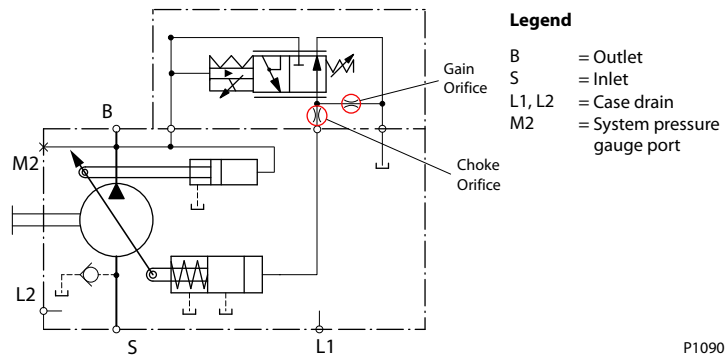 Legend
B = Outlet
S = Inlet
L1, L2 = Case drain
M2 = System pressure
gauge port
Gain
Orifice
B
M2
Choke
Orifice
L2
S
L1
P1090